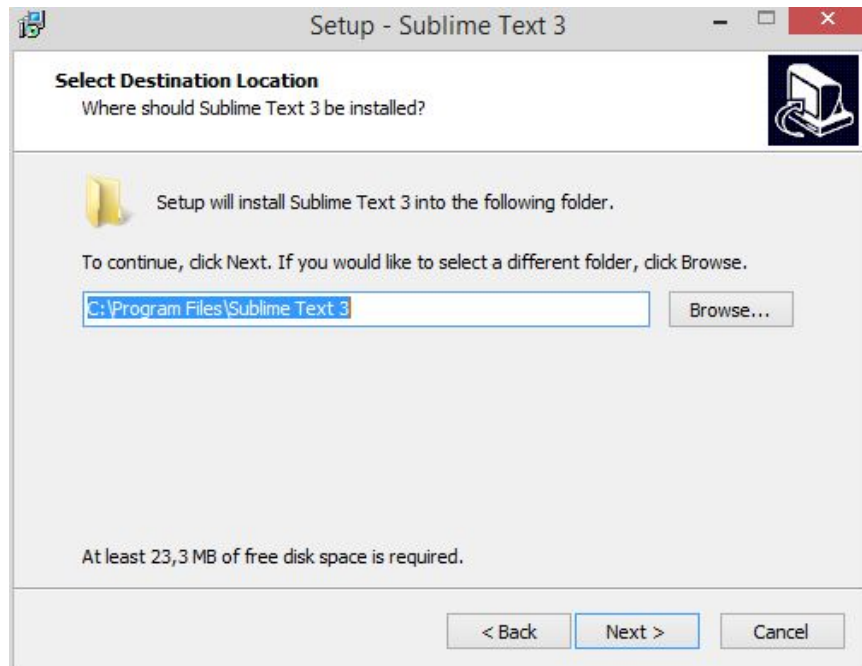 Setup - Sublime Text 3
Select Destination Location
Where should Sublime Text 3 be installed?
Setup will install Sublime Text 3 into the following folder.
To continue, click Next. If you would like to select a different folder, click Browse.
C:\Program Files\Sublime Text 3
Browse...
At least 23,3 MB of free disk space is required.
< Back
Next >
Cancel